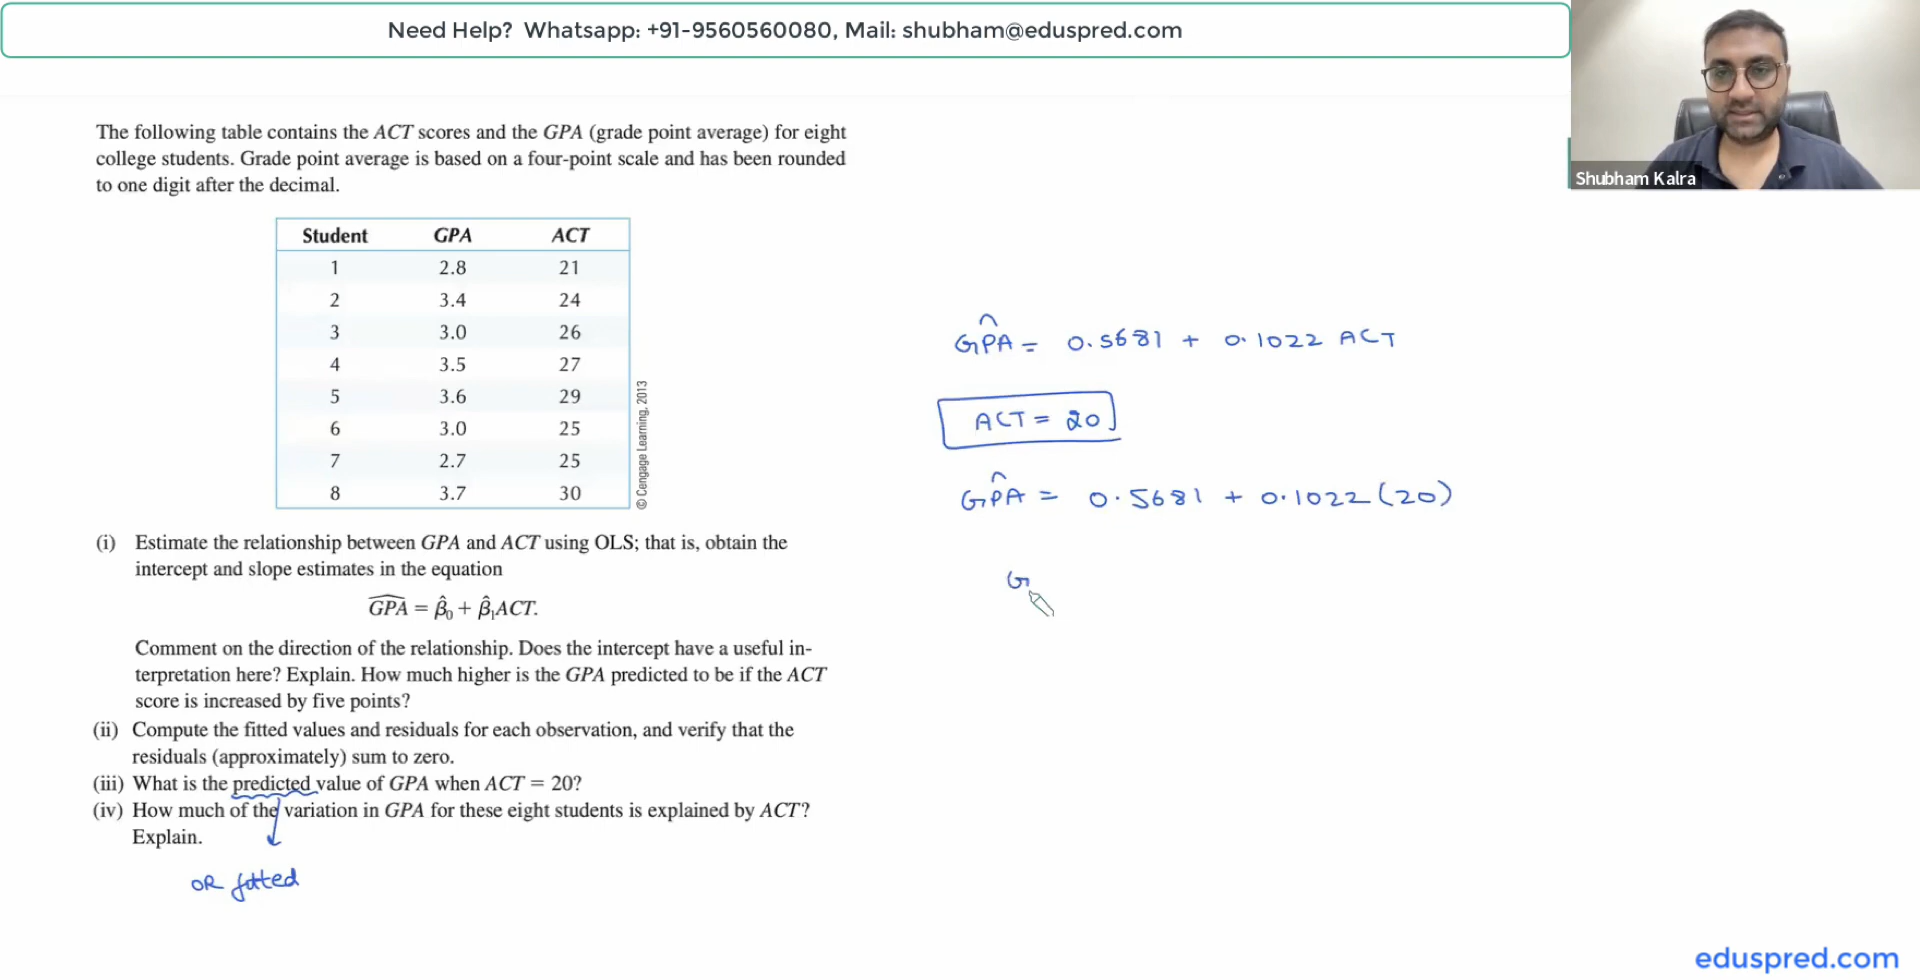 Need Help? Whatsapp: +91-9560560080, Mail: shubham@eduspred.com
Shubham Kalra
The following table contains the ACT scores and the GPA (grade point average) for eight
college students. Grade point average is based on a four-point scale and has been rounded
to one digit after the decimal.
Student GPA ACT
1 2.8 21
2 3.4 24
3 3.0 26
4 3.5 27
5 3.6 29
6 3.0 25
7 2.7 25
8 3.7 30
© Cengage Learning, 2013
(i) Estimate the relationship between GPA and ACT using OLS; that is, obtain the
intercept and slope estimates in the equation
\widehat{GPA} = β̂₀ + β̂₁ACT.
Comment on the direction of the relationship. Does the intercept have a useful in-
terpretation here? Explain. How much higher is the GPA predicted to be if the ACT
score is increased by five points?
(ii) Compute the fitted values and residuals for each observation, and verify that the
residuals (approximately) sum to zero.
(iii) What is the predicted value of GPA when ACT = 20?
(iv) How much of the variation in GPA for these eight students is explained by ACT?
Explain.
OR fitted
GP̂A = 0.5681 + 0.1022 ACT
ACT = 20
GP̂A = 0.5681 + 0.1022 (20)
G
eduspred.com